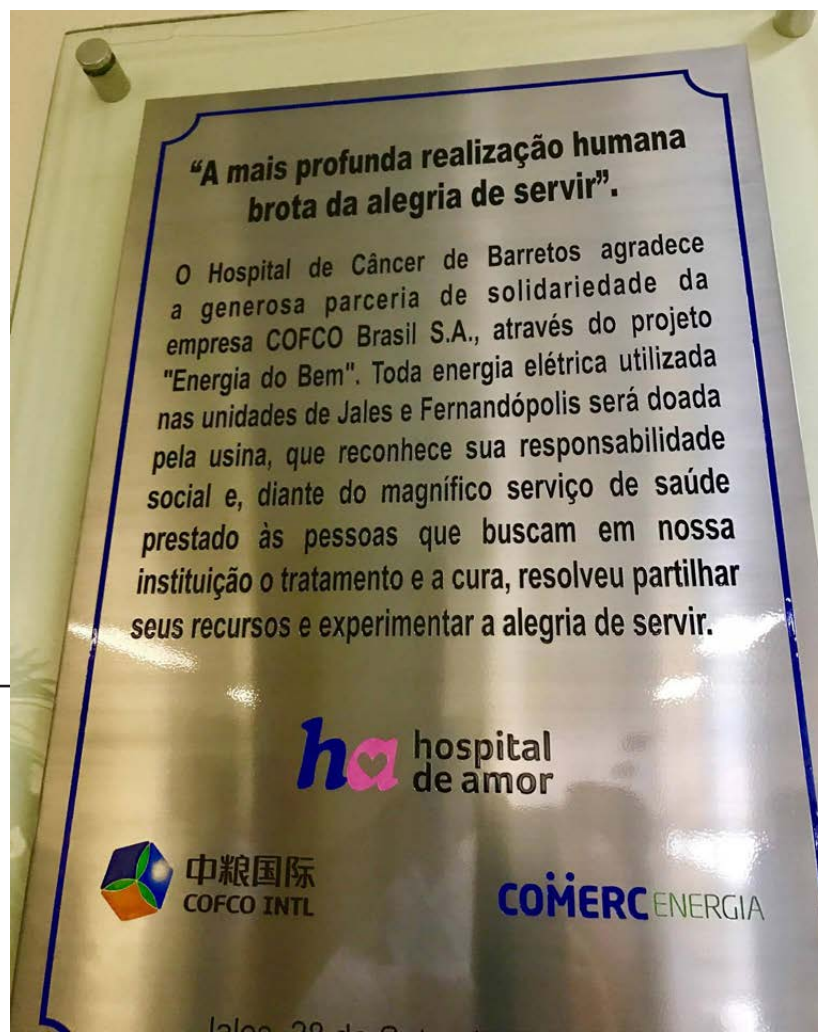 “A mais profunda realização humana
brota da alegria de servir”.
O Hospital de Câncer de Barretos agradece
a generosa parceria de solidariedade da
empresa COFCO Brasil S.A., através do projeto
"Energia do Bem". Toda energia elétrica utilizada
nas unidades de Jales e Fernandópolis será doada
pela usina, que reconhece sua responsabilidade
social e, diante do magnífico serviço de saúde
prestado às pessoas que buscam em nossa
instituição o tratamento e a cura, resolveu partilhar
seus recursos e experimentar a alegria de servir.
ha hospital
de amor
中粮国际
COFCO INTL
COMERC ENERGIA
Jales, 28 de